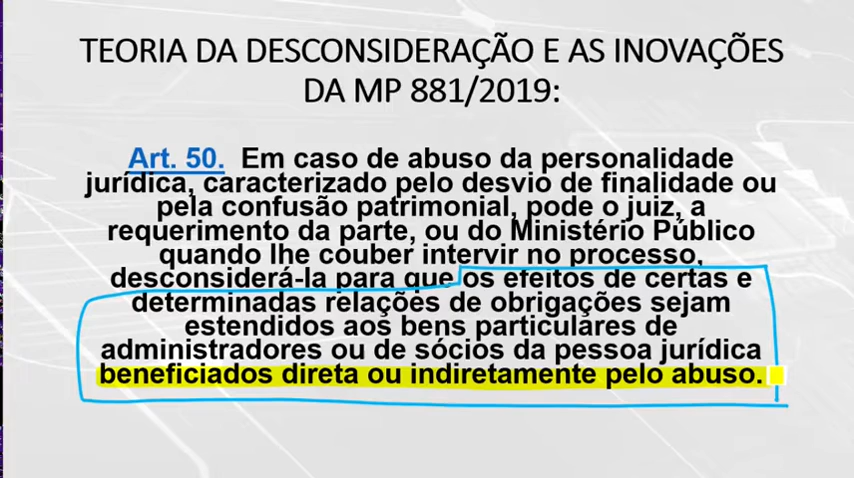 TEORIA DA DESCONSIDERAÇÃO E AS INOVAÇÕES
DA MP 881/2019:
Art. 50. Em caso de abuso da personalidade
jurídica, caracterizado pelo desvio de finalidade ou
pela confusão patrimonial, pode o juiz, a
requerimento da parte, ou do Ministério Público
quando lhe couber intervir no processo,
desconsiderá-la para que os efeitos de certas e
determinadas relações de obrigações sejam
estendidos aos bens particulares de
administradores ou de sócios da pessoa jurídica
beneficiados direta ou indiretamente pelo abuso.